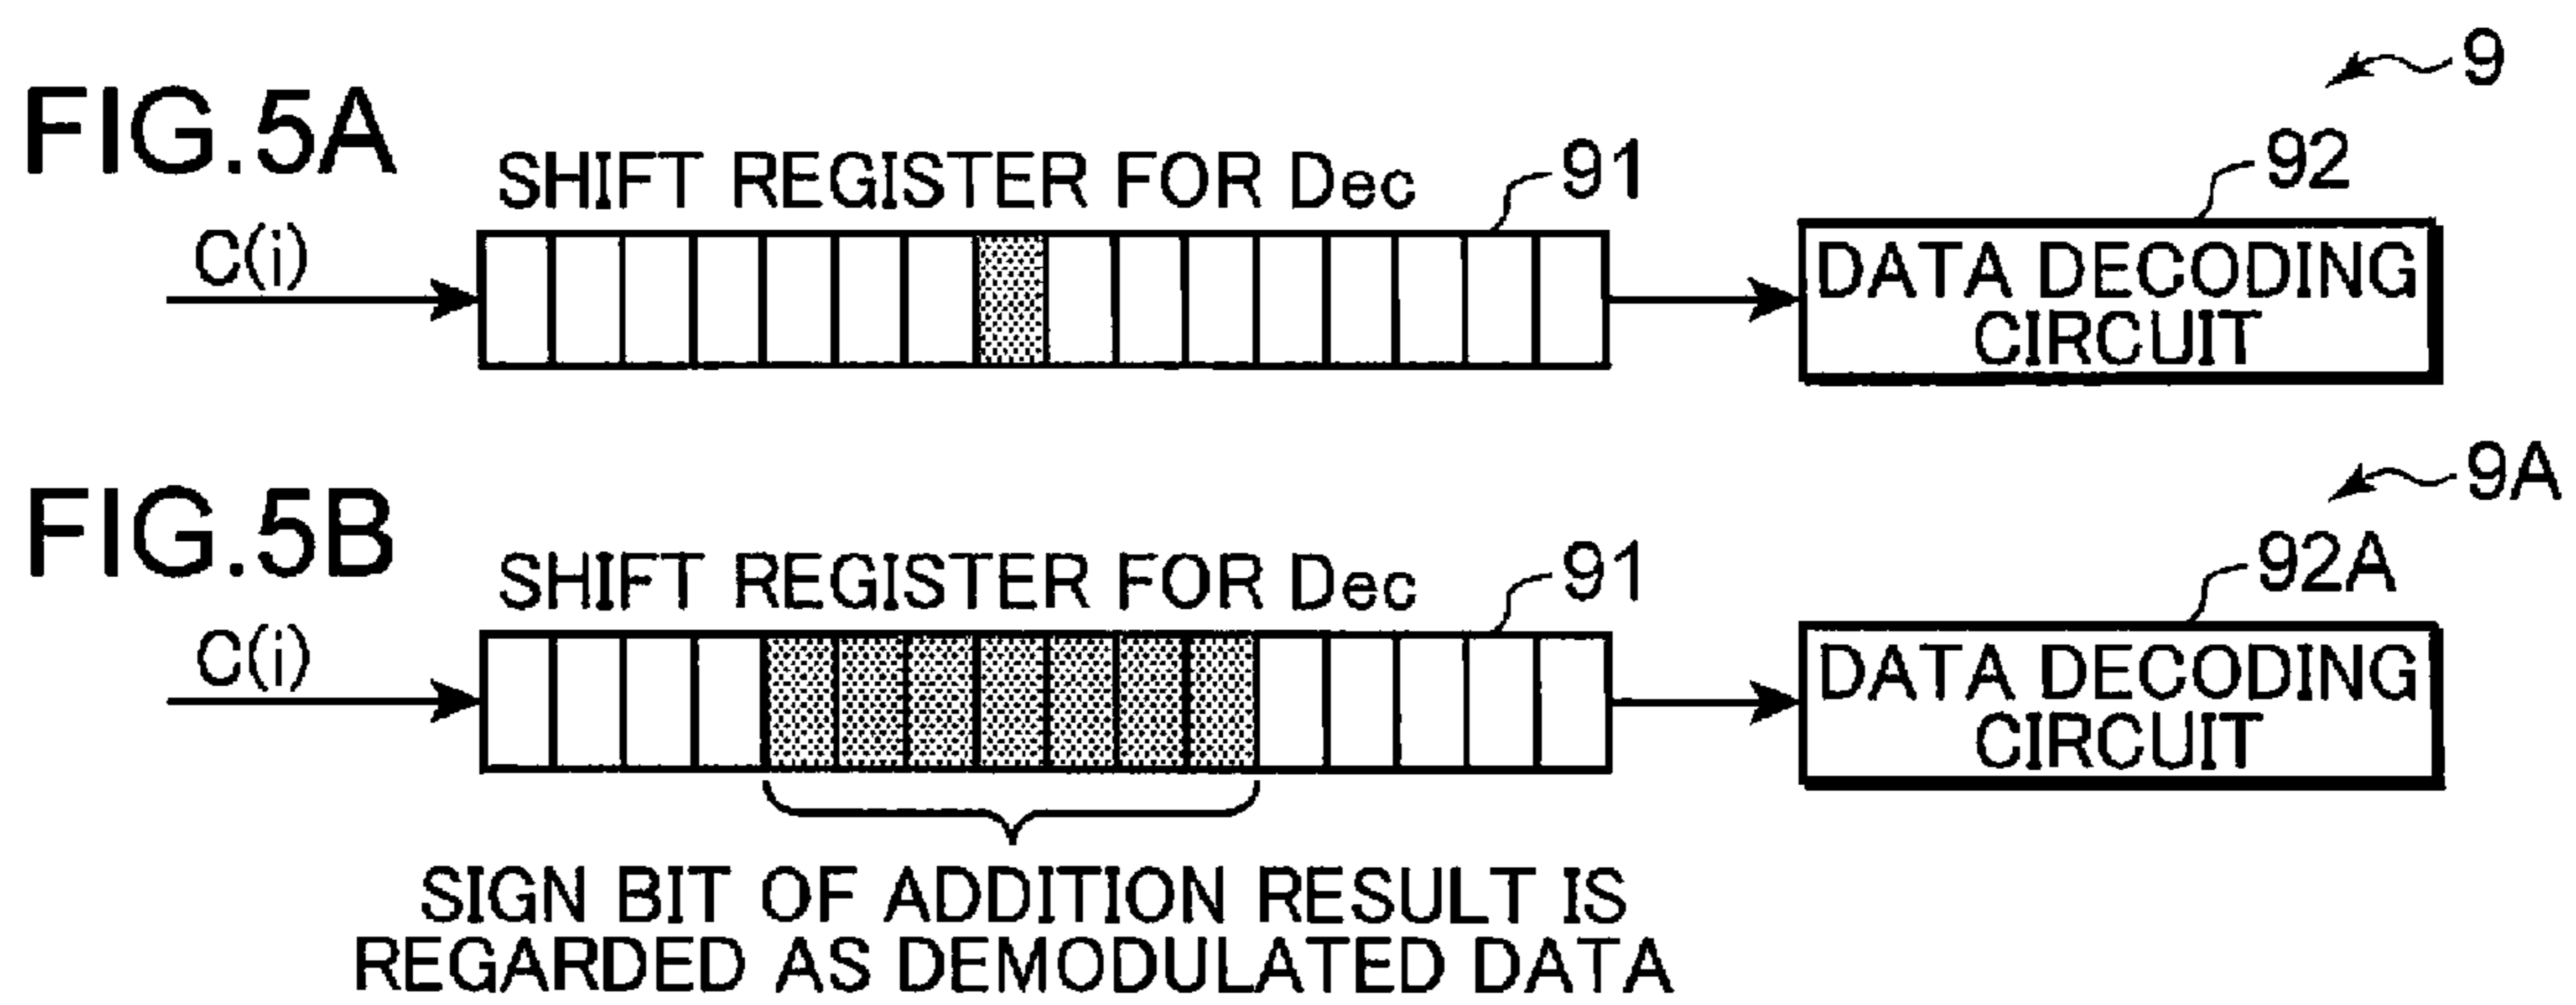 FIG.5A
9
SHIFT REGISTER FOR Dec
91
92
C(i)
DATA DECODING
CIRCUIT
FIG.5B
9A
SHIFT REGISTER FOR Dec
91
92A
C(i)
DATA DECODING
CIRCUIT
SIGN BIT OF ADDITION RESULT IS
REGARDED AS DEMODULATED DATA